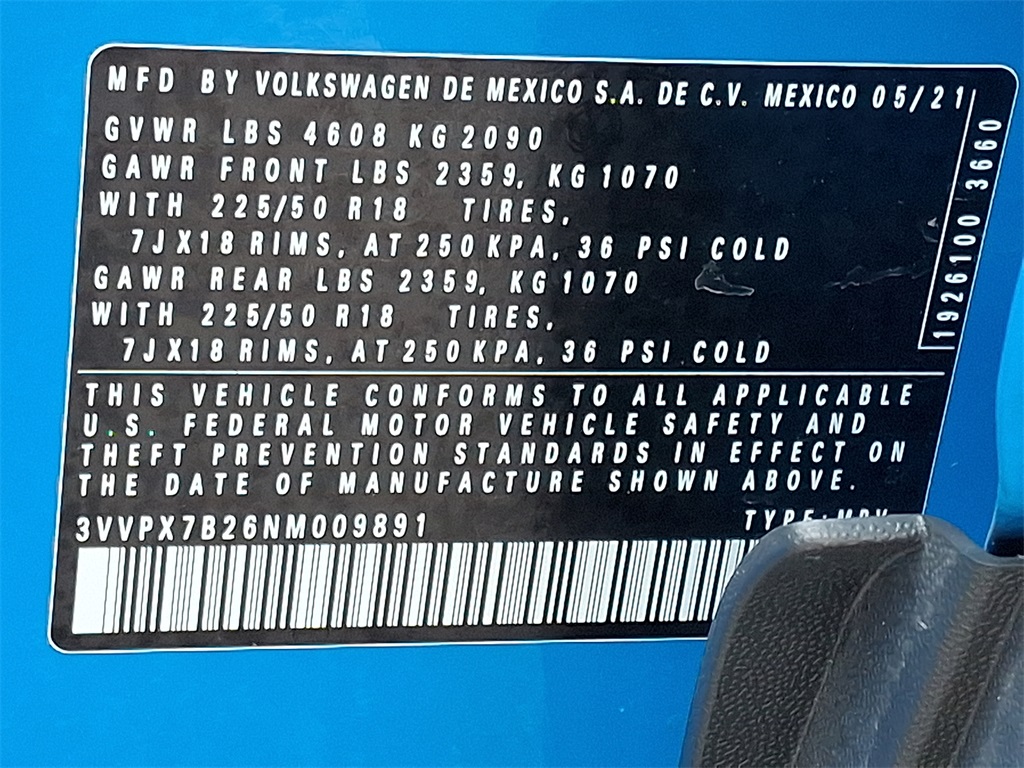 MFD BY VOLKSWAGEN DE MEXICO S.A. DE C.V. MEXICO 05/21
GVWR LBS 4608 KG 2090
GAWR FRONT LBS 2359, KG 1070
WITH 225/50 R18 TIRES,
7JX18 RIMS, AT 250 KPA, 36 PSI COLD
GAWR REAR LBS 2359, KG 1070
WITH 225/50 R18 TIRES,
7JX18 RIMS, AT 250 KPA, 36 PSI COLD
1926100 3660
THIS VEHICLE CONFORMS TO ALL APPLICABLE
U.S. FEDERAL MOTOR VEHICLE SAFETY AND
THEFT PREVENTION STANDARDS IN EFFECT ON
THE DATE OF MANUFACTURE SHOWN ABOVE.
3VVPX7B26NM009891 TYPE: MPV